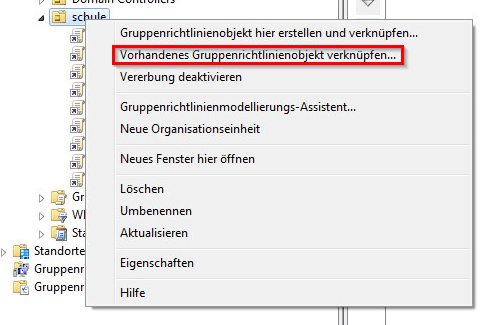 Domain Controllers
schule
Gruppenrichtlinienobjekt hier erstellen und verknüpfen...
Vorhandenes Gruppenrichtlinienobjekt verknüpfen...
Vererbung deaktivieren
Gruppenrichtlinienmodellierungs-Assistent...
Neue Organisationseinheit
Neues Fenster hier öffnen
Löschen
Umbenennen
Aktualisieren
Eigenschaften
Hilfe
Gr
WM
Sta
Standorte
Gruppenr
Gruppenr